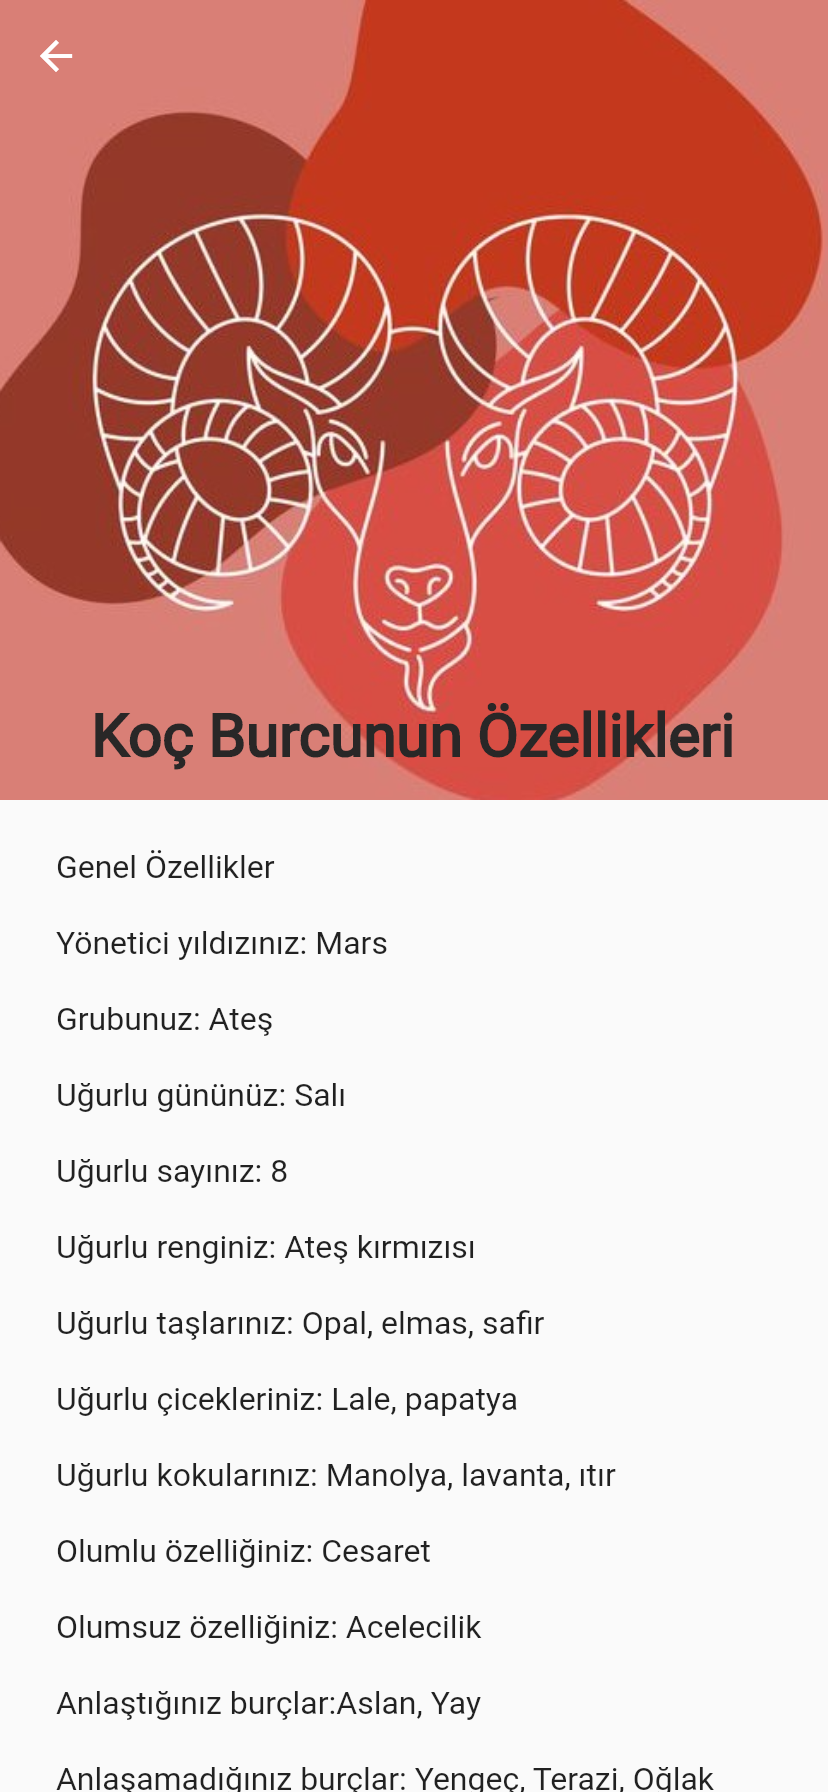 Koç Burcunun Özellikleri
Genel Özellikler
Yönetici yıldızınız: Mars
Grubunuz: Ateş
Uğurlu gününüz: Salı
Uğurlu sayınız: 8
Uğurlu renginiz: Ateş kırmızısı
Uğurlu taşlarınız: Opal, elmas, safir
Uğurlu çicekleriniz: Lale, papatya
Uğurlu kokularınız: Manolya, lavanta, ıtır
Olumlu özelliğiniz: Cesaret
Olumsuz özelliğiniz: Acelecilik
Anlaştığınız burçlar:Aslan, Yay
Anlaşamadığınız burçlar: Yengeç, Terazi, Oğlak